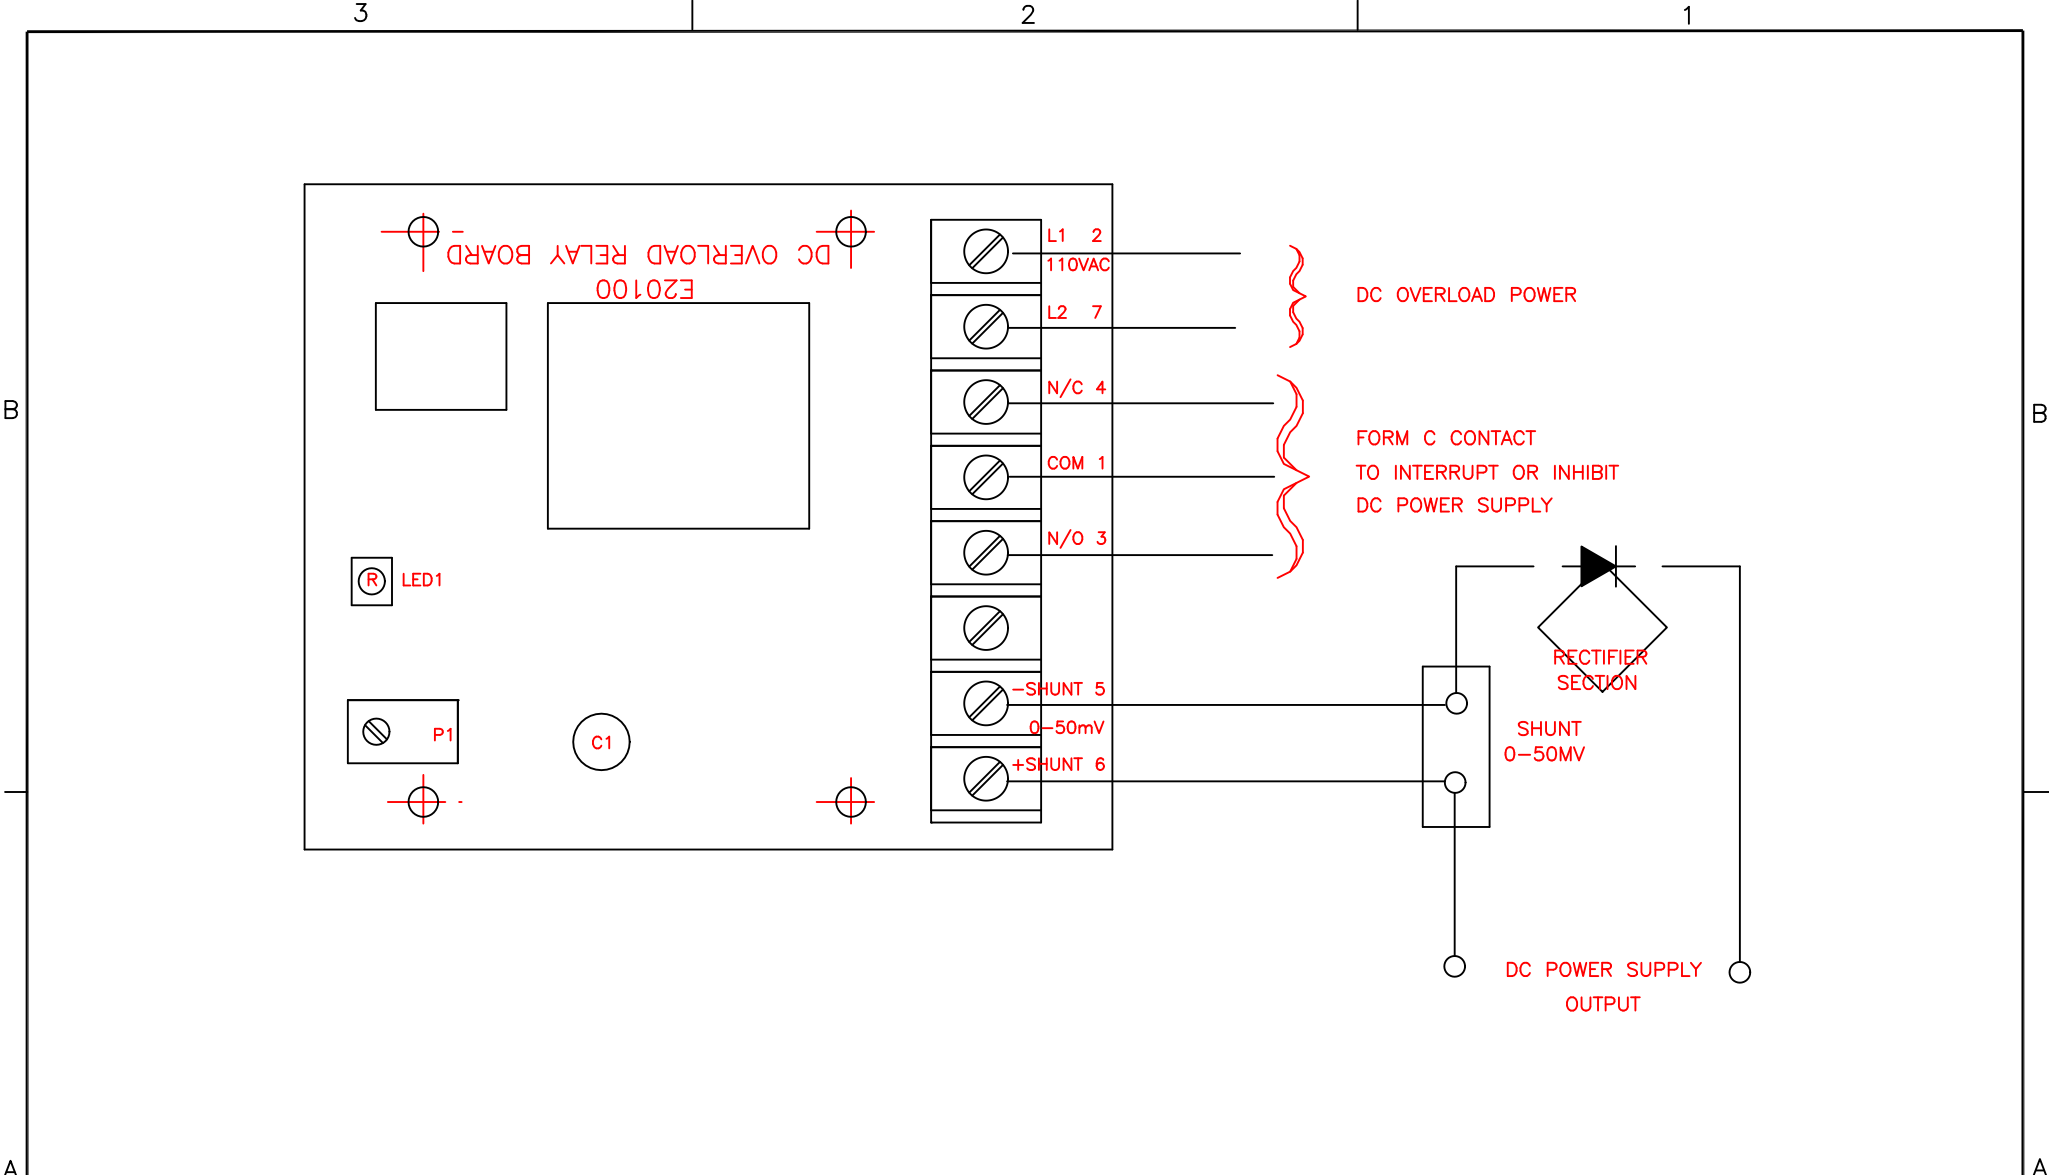 3 2 1
DC OVERLOAD RELAY BOARD
E20100
L1 2
110VAC
DC OVERLOAD POWER
L2 7
N/C 4
B B
FORM C CONTACT
COM 1
TO INTERRUPT OR INHIBIT
DC POWER SUPPLY
N/O 3
R LED1
RECTIFIER
SECTION
-SHUNT 5
0-50mV
SHUNT
0-50MV
P1
C1
+SHUNT 6
DC POWER SUPPLY
OUTPUT
A A